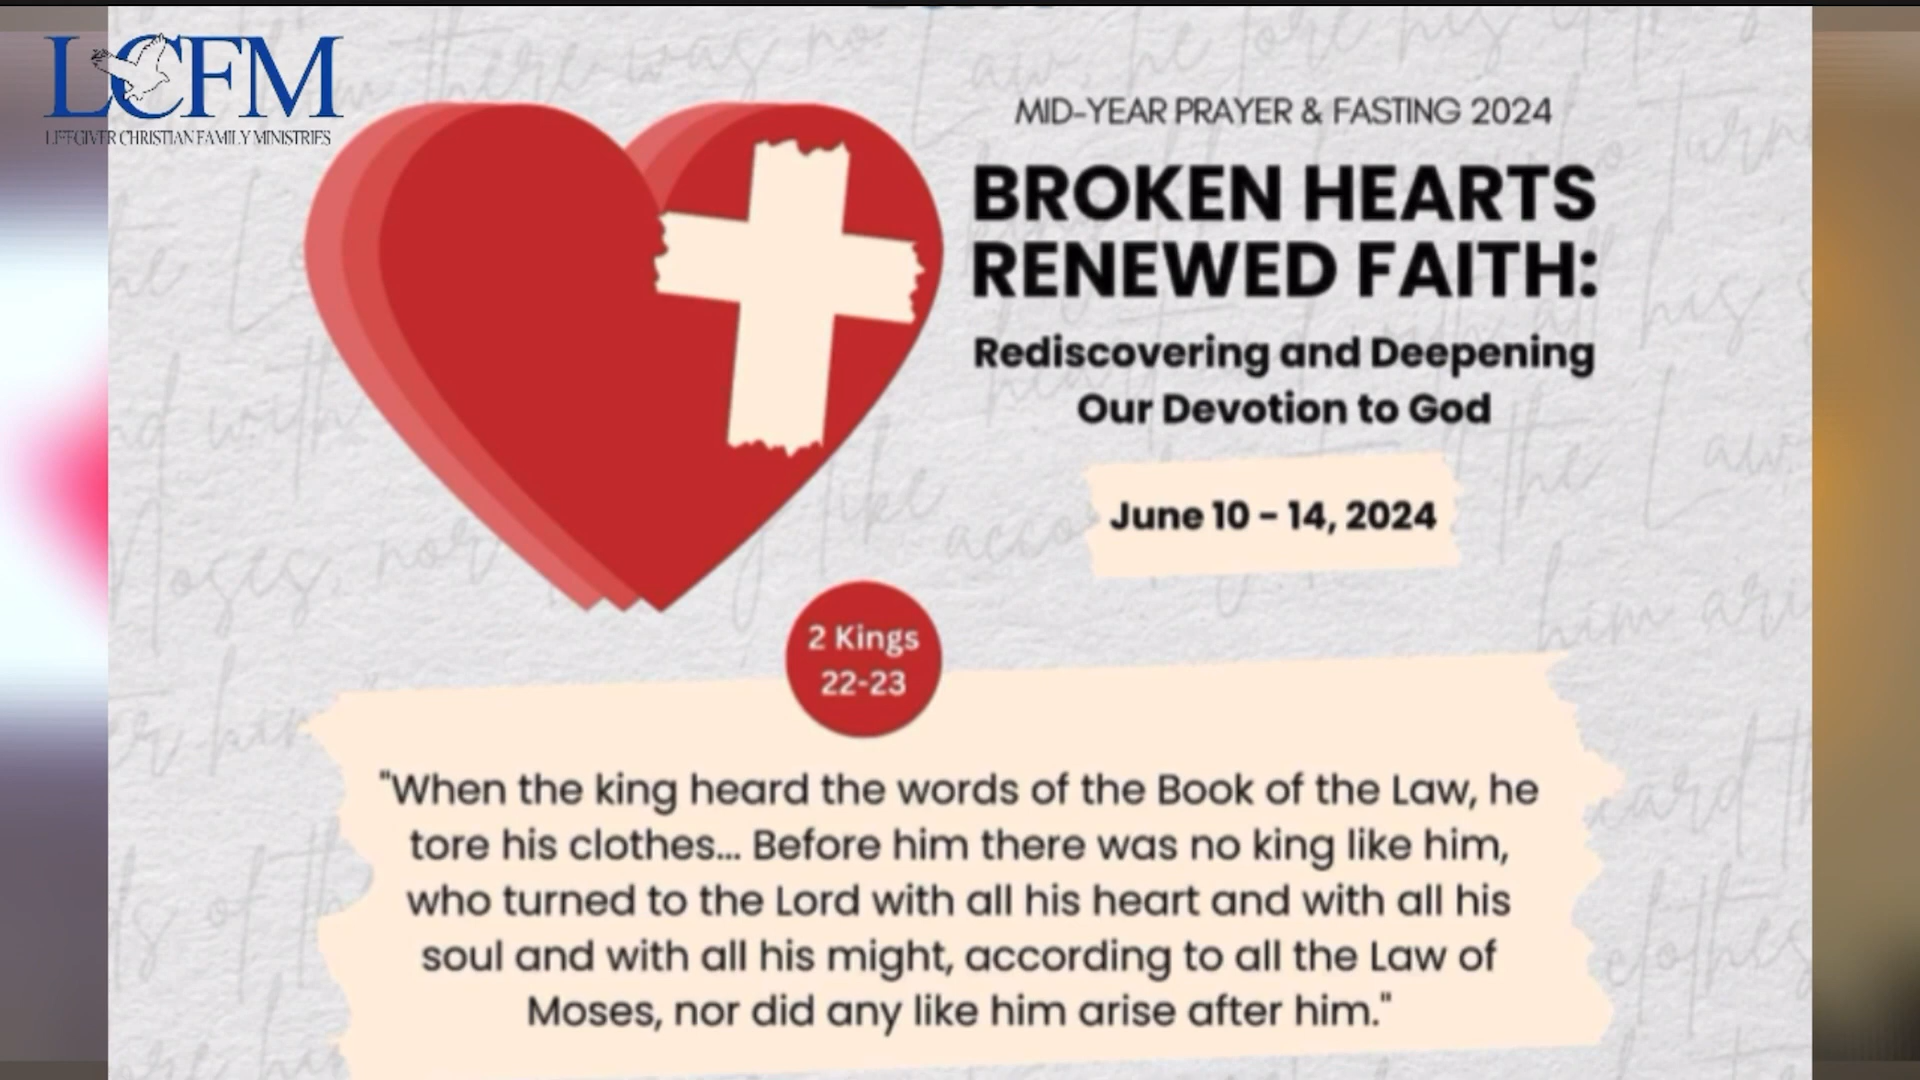 LCFM
LIFEGIVER CHRISTIAN FAMILY MINISTRIES
MID-YEAR PRAYER & FASTING 2024
BROKEN HEARTS
RENEWED FAITH:
Rediscovering and Deepening
Our Devotion to God
June 10 - 14, 2024
2 Kings
22-23
"When the king heard the words of the Book of the Law, he
tore his clothes... Before him there was no king like him,
who turned to the Lord with all his heart and with all his
soul and with all his might, according to all the Law of
Moses, nor did any like him arise after him."